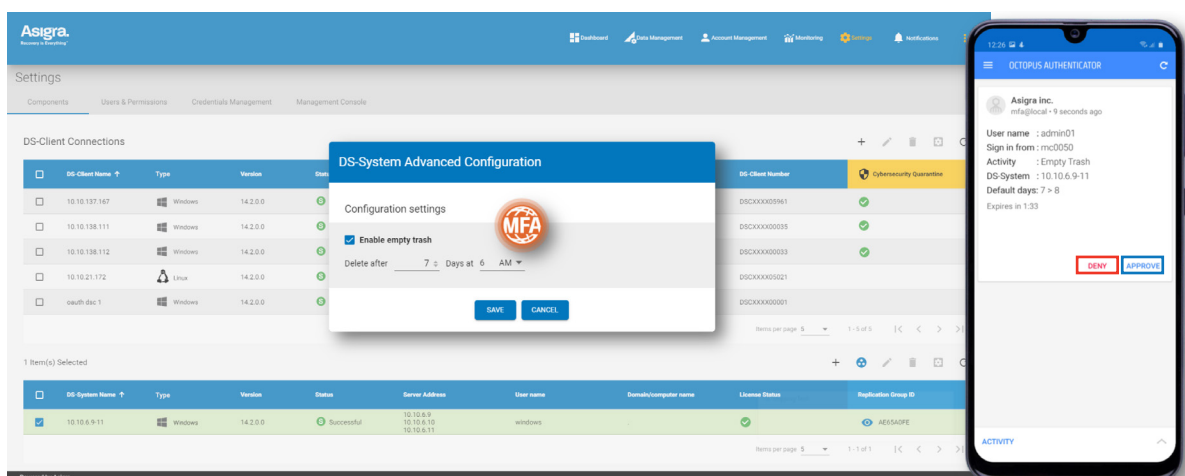 Asigra.
Recovery is Everything
Dashboard Data Management Account Management Monitoring Settings Notifications
Settings
Components Users & Permissions Credentials Management Management Console
DS-Client Connections
DS-Client Name Type Version DS-Client Number Cybersecurity Quarantine
10.10.137.167 Windows 14.2.0.0 DSCXXXX05961
10.10.138.111 Windows 14.2.0.0 DSCXXXX00035
10.10.138.112 Windows 14.2.0.0 DSCXXXX00033
10.10.21.172 Linux 14.2.0.0 DSCXXXX05021
oauth dsc 1 Windows 14.2.0.0 DSCXXXX00001
Items per page 5 1 - 5 of 5
DS-System Advanced Configuration
Configuration settings
MFA
Enable empty trash
Delete after 7 Days at 6 AM
SAVE CANCEL
1 Item(s) Selected
DS-System Name Type Version Status Server Address User name Domain/computer name License Status Replication Group ID
10.10.6.9-11 Windows 14.2.0.0 Successful 10.10.6.9 windows AE65A0FE
10.10.6.10
10.10.6.11
Items per page 5 1 - 1 of 1
12:26
OCTOPUS AUTHENTICATOR
Asigra inc.
mfa@local • 9 seconds ago
User name : admin01
Sign in from : mc0050
Activity : Empty Trash
DS-System : 10.10.6.9-11
Default days: 7 > 8
Expires in 1:33
DENY APPROVE
ACTIVITY